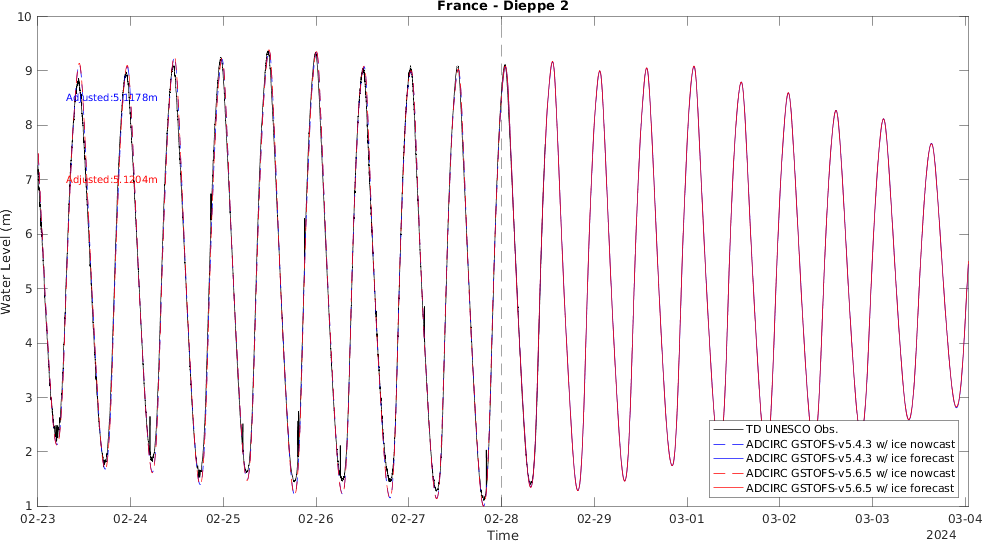 France - Dieppe 2
10
9
8
7
6
5
4
3
2
1
Water Level (m)
Adjusted:5.1178m
Adjusted:5.1204m
TD UNESCO Obs.
ADCIRC GSTOFS-v5.4.3 w/ ice nowcast
ADCIRC GSTOFS-v5.4.3 w/ ice forecast
ADCIRC GSTOFS-v5.6.5 w/ ice nowcast
ADCIRC GSTOFS-v5.6.5 w/ ice forecast
02-23 02-24 02-25 02-26 02-27 02-28 02-29 03-01 03-02 03-03 03-04
Time
2024